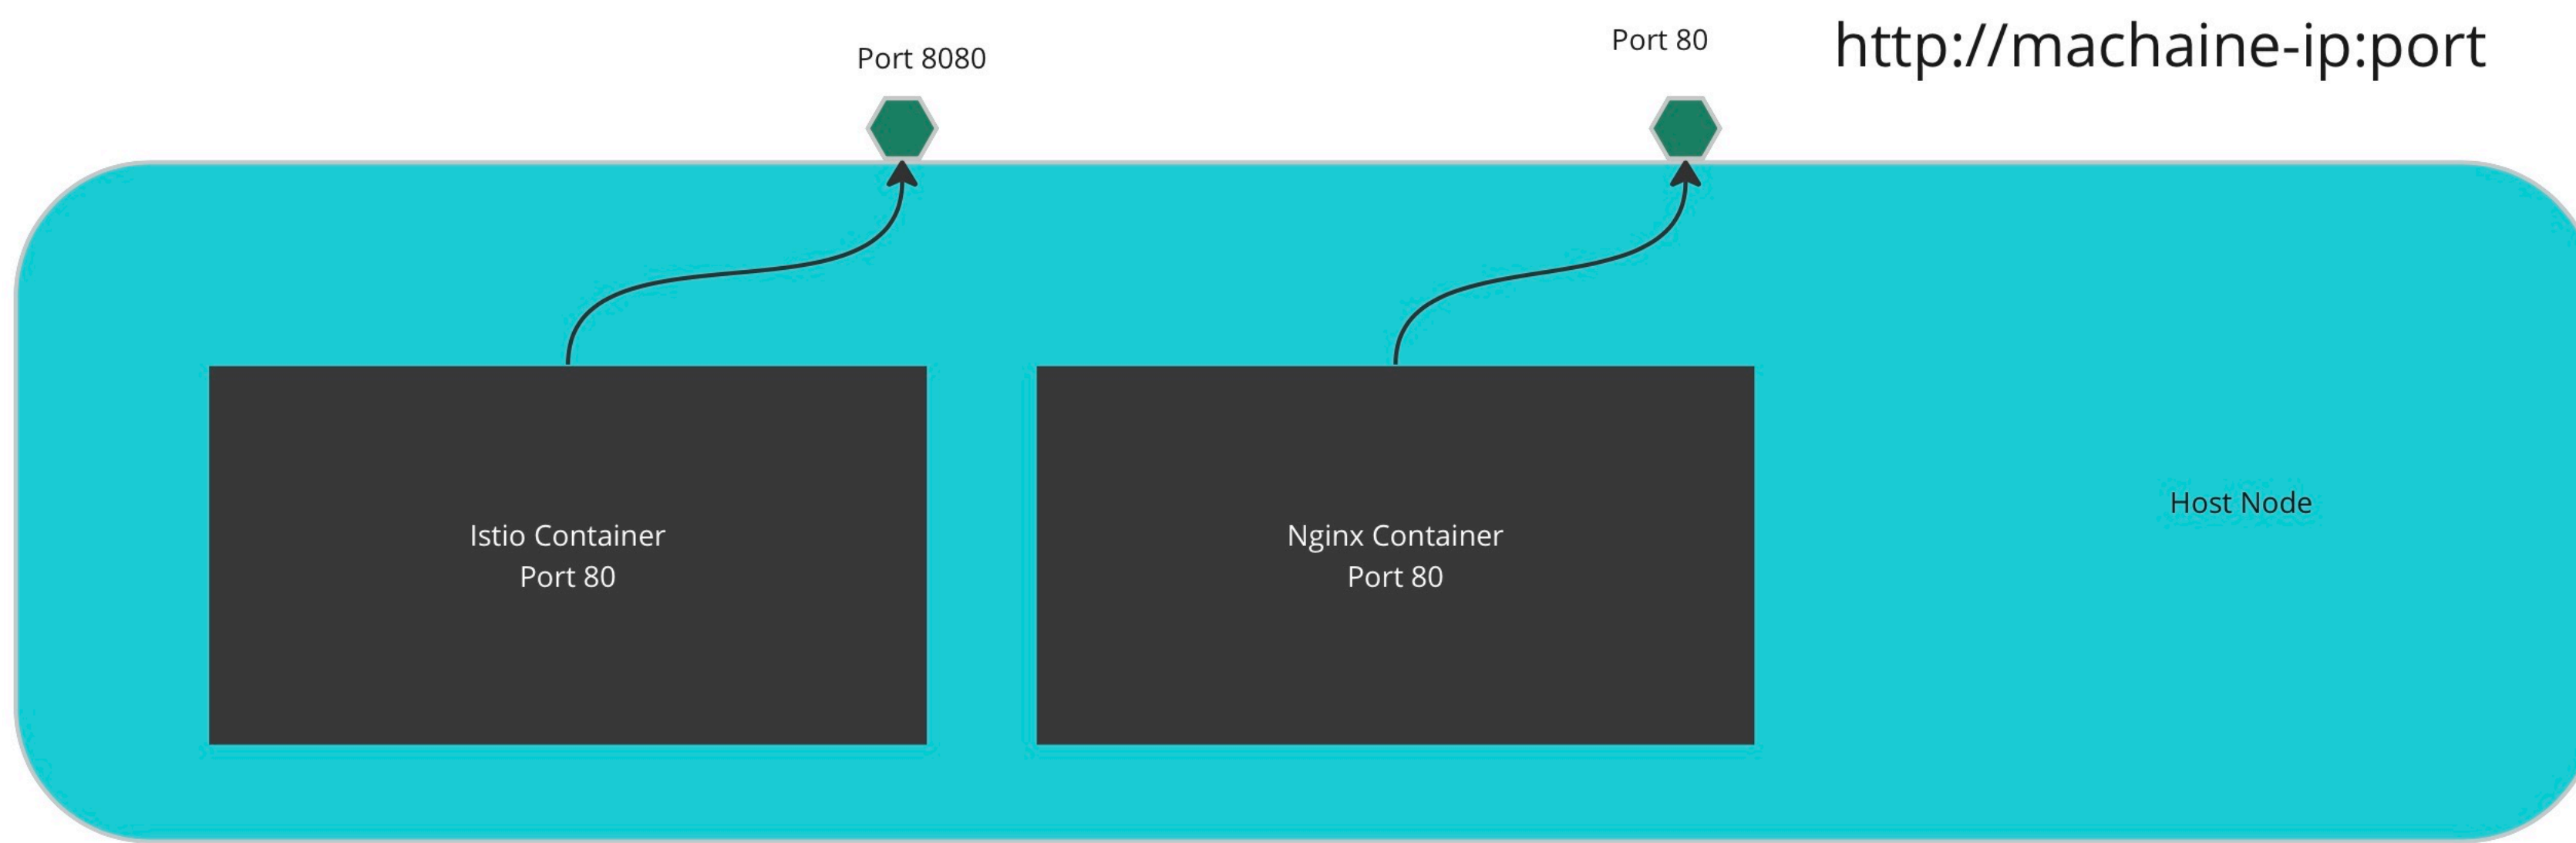 Port 8080
Port 80
http://machaine-ip:port
Istio Container
Port 80
Nginx Container
Port 80
Host Node